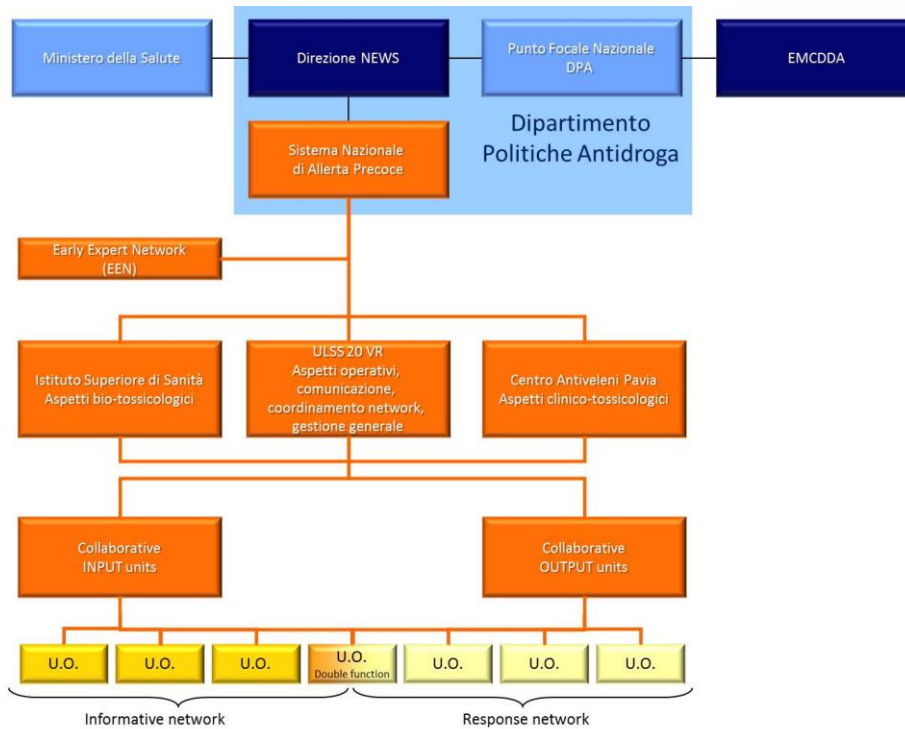 Ministero della Salute
Direzione NEWS
Punto Focale Nazionale
DPA
EMCDDA
Dipartimento
Politiche Antidroga
Sistema Nazionale
di Allerta Precoce
Early Expert Network
(EEN)
Istituto Superiore di Sanità
Aspetti bio-tossicologici
ULSS 20 VR
Aspetti operativi,
comunicazione,
coordinamento network,
gestione generale
Centro Antiveleni Pavia
Aspetti clinico-tossicologici
Collaborative
INPUT units
Collaborative
OUTPUT units
U.O.
U.O.
U.O.
U.O.
Double function
U.O.
U.O.
U.O.
Informative network
Response network